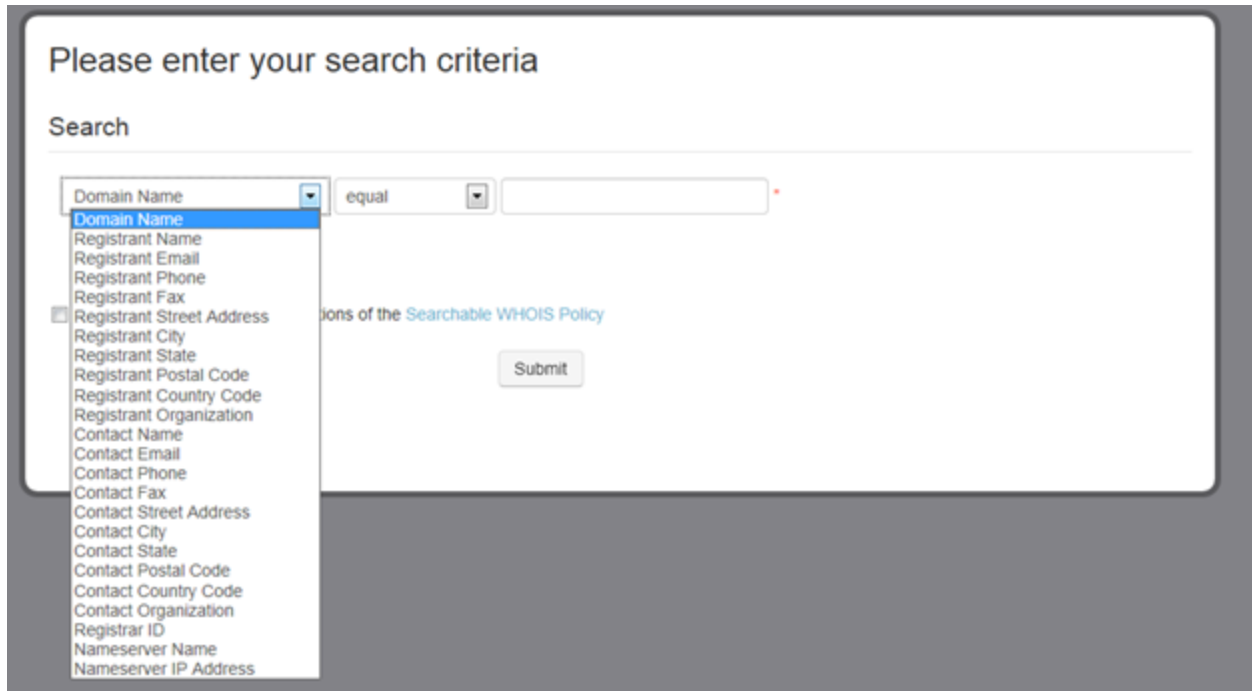 Please enter your search criteria
Search
Domain Name equal *
Domain Name
Registrant Name
Registrant Email
Registrant Phone
Registrant Fax
Registrant Street Address
ions of the Searchable WHOIS Policy
Registrant City
Registrant State
Registrant Postal Code
Submit
Registrant Country Code
Registrant Organization
Contact Name
Contact Email
Contact Phone
Contact Fax
Contact Street Address
Contact City
Contact State
Contact Postal Code
Contact Country Code
Contact Organization
Registrar ID
Nameserver Name
Nameserver IP Address